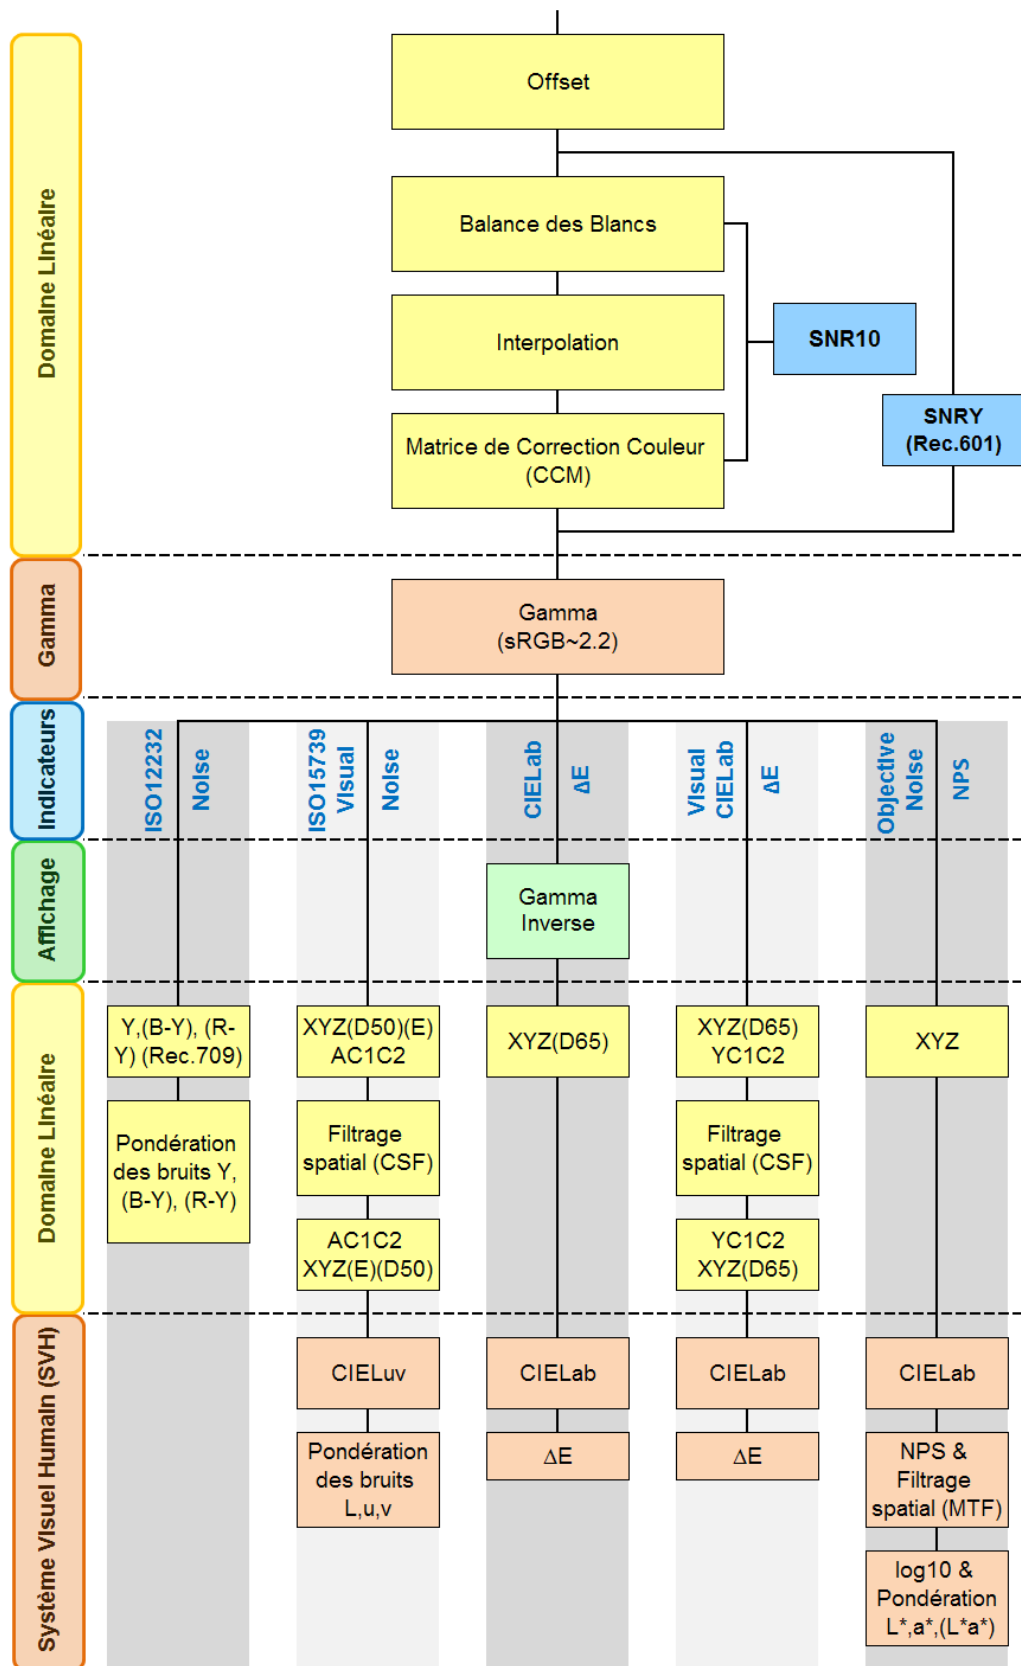 Domaine Linéaire
Offset
Balance des Blancs
Interpolation
SNR10
SNRY
(Rec.601)
Matrice de Correction Couleur
(CCM)
Gamma
Gamma
(sRGB~2.2)
Indicateurs
ISO12232
Noise
ISO15739
Visual
Noise
CIELab
ΔE
Visual
CIELab
ΔE
Objective
Noise
NPS
Affichage
Gamma
Inverse
Domaine Linéaire
Y,(B-Y), (R-
Y) (Rec.709)
XYZ(D50)(E)
AC1C2
XYZ(D65)
XYZ(D65)
YC1C2
XYZ
Pondération
des bruits Y,
(B-Y), (R-Y)
Filtrage
spatial (CSF)
Filtrage
spatial (CSF)
AC1C2
XYZ(E)(D50)
YC1C2
XYZ(D65)
Système Visuel Humain (SVH)
CIELuv
CIELab
CIELab
CIELab
Pondération
des bruits
L,u,v
ΔE
ΔE
NPS &
Filtrage
spatial (MTF)
log10 &
Pondération
L*,a*,(L*a*)